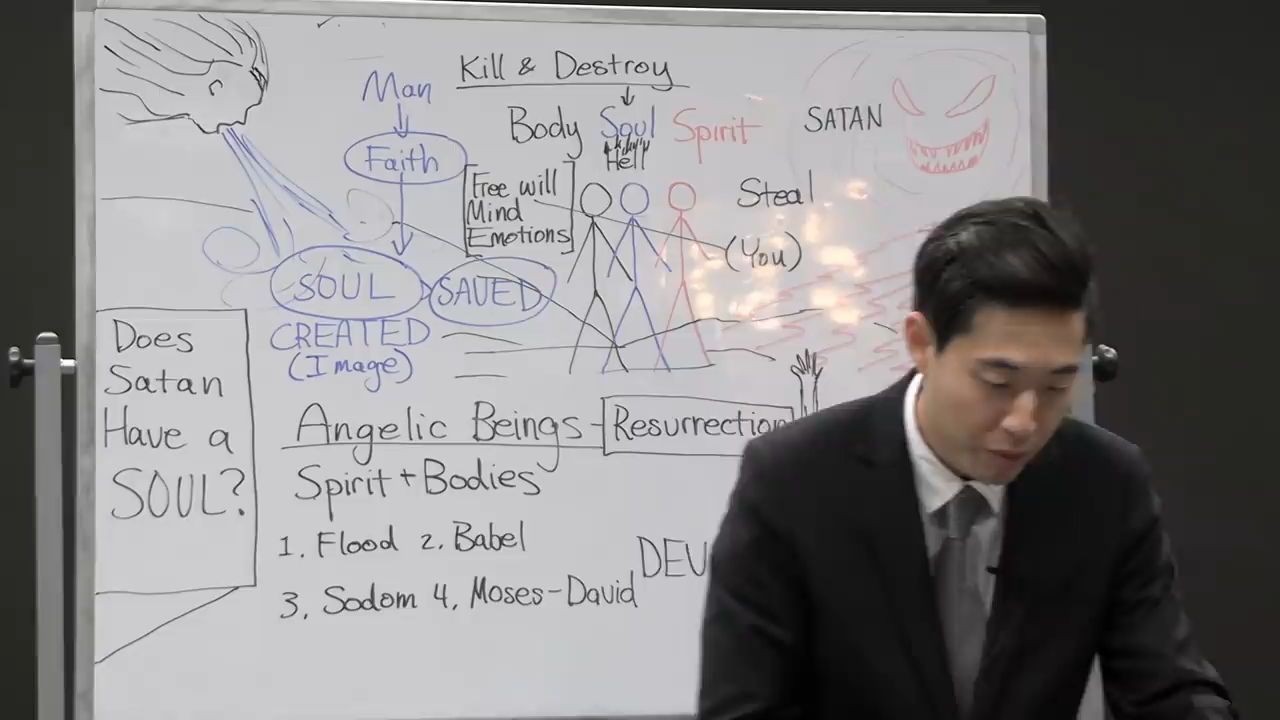 Kill & Destroy
Man
Body Soul Spirit
Hell
SATAN
Faith
Free will
Mind
Emotions
Steal
(You)
SOUL SAVED
CREATED
(Image)
Does
Satan
Have a
SOUL?
Angelic Beings - Resurrection
Spirit + Bodies
1. Flood 2. Babel
3. Sodom 4. Moses-David
DEV